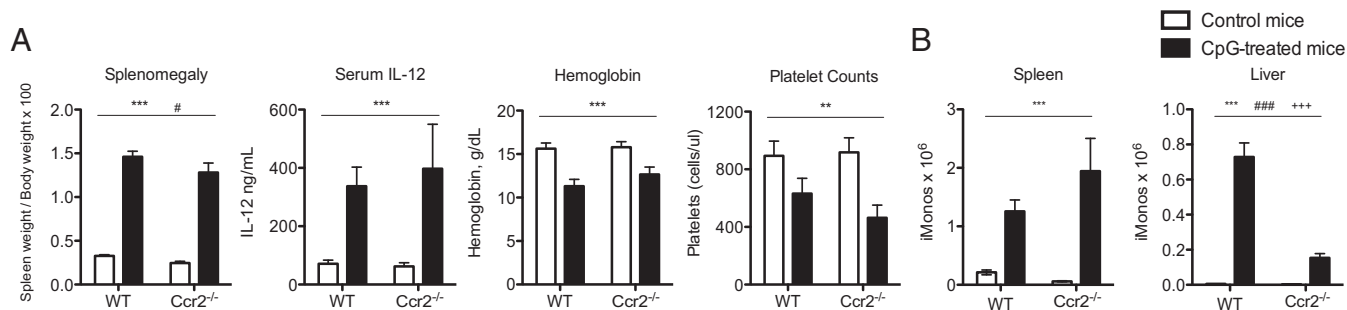 Control mice
CpG-treated mice
A
Splenomegaly
Spleen weight / Body weight x 100
2.0
1.5
1.0
0.5
0.0
*** #
WT Ccr2-/-
Serum IL-12
IL-12 ng/mL
600
400
200
0
***
WT Ccr2-/-
Hemoglobin
Hemoglobin, g/dL
20
15
10
5
0
***
WT Ccr2-/-
Platelet Counts
Platelets (cells/ul)
1200
800
400
0
**
WT Ccr2-/-
B
Spleen
iMonos x 10⁶
3
2
1
0
***
WT Ccr2-/-
Liver
iMonos x 10⁶
1.0
0.8
0.6
0.4
0.2
0.0
*** ### +++
WT Ccr2-/-